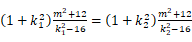 (1 + k₁²) (m² + 12)/(k₁² − 16) = (1 + k₂²) (m² + 12)/(k₂² − 16)